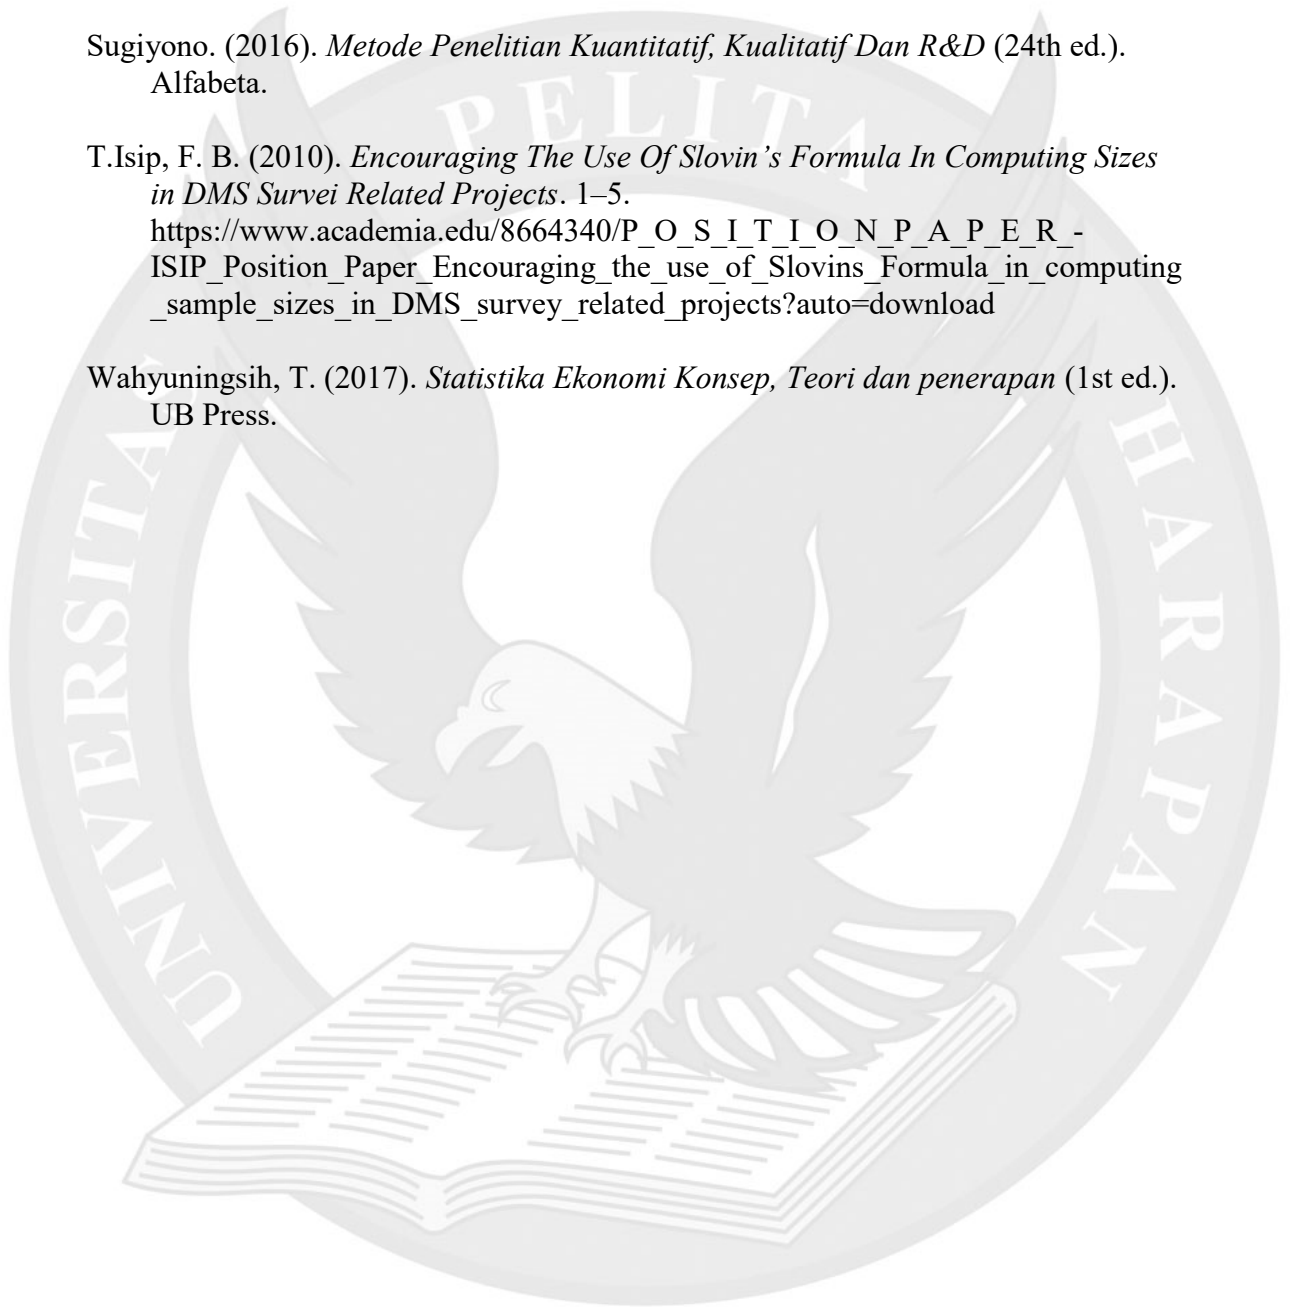 Sugiyono. (2016). Metode Penelitian Kuantitatif, Kualitatif Dan R&D (24th ed.).
Alfabeta.
T.Isip, F. B. (2010). Encouraging The Use Of Slovin’s Formula In Computing Sizes
in DMS Survei Related Projects. 1–5.
https://www.academia.edu/8664340/P_O_S_I_T_I_O_N_P_A_P_E_R_-
ISIP_Position_Paper_Encouraging_the_use_of_Slovins_Formula_in_computing
_sample_sizes_in_DMS_survey_related_projects?auto=download
Wahyuningsih, T. (2017). Statistika Ekonomi Konsep, Teori dan penerapan (1st ed.).
UB Press.
UNIVERSITAS PELITA HARAPAN